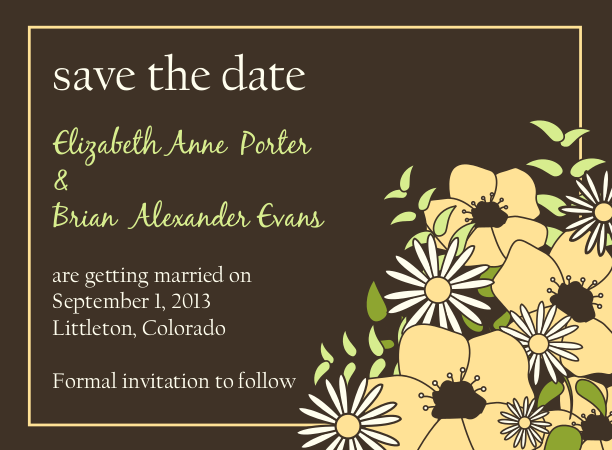 save the date
Elizabeth Anne Porter
&
Brian Alexander Evans
are getting married on
September 1, 2013
Littleton, Colorado
Formal invitation to follow